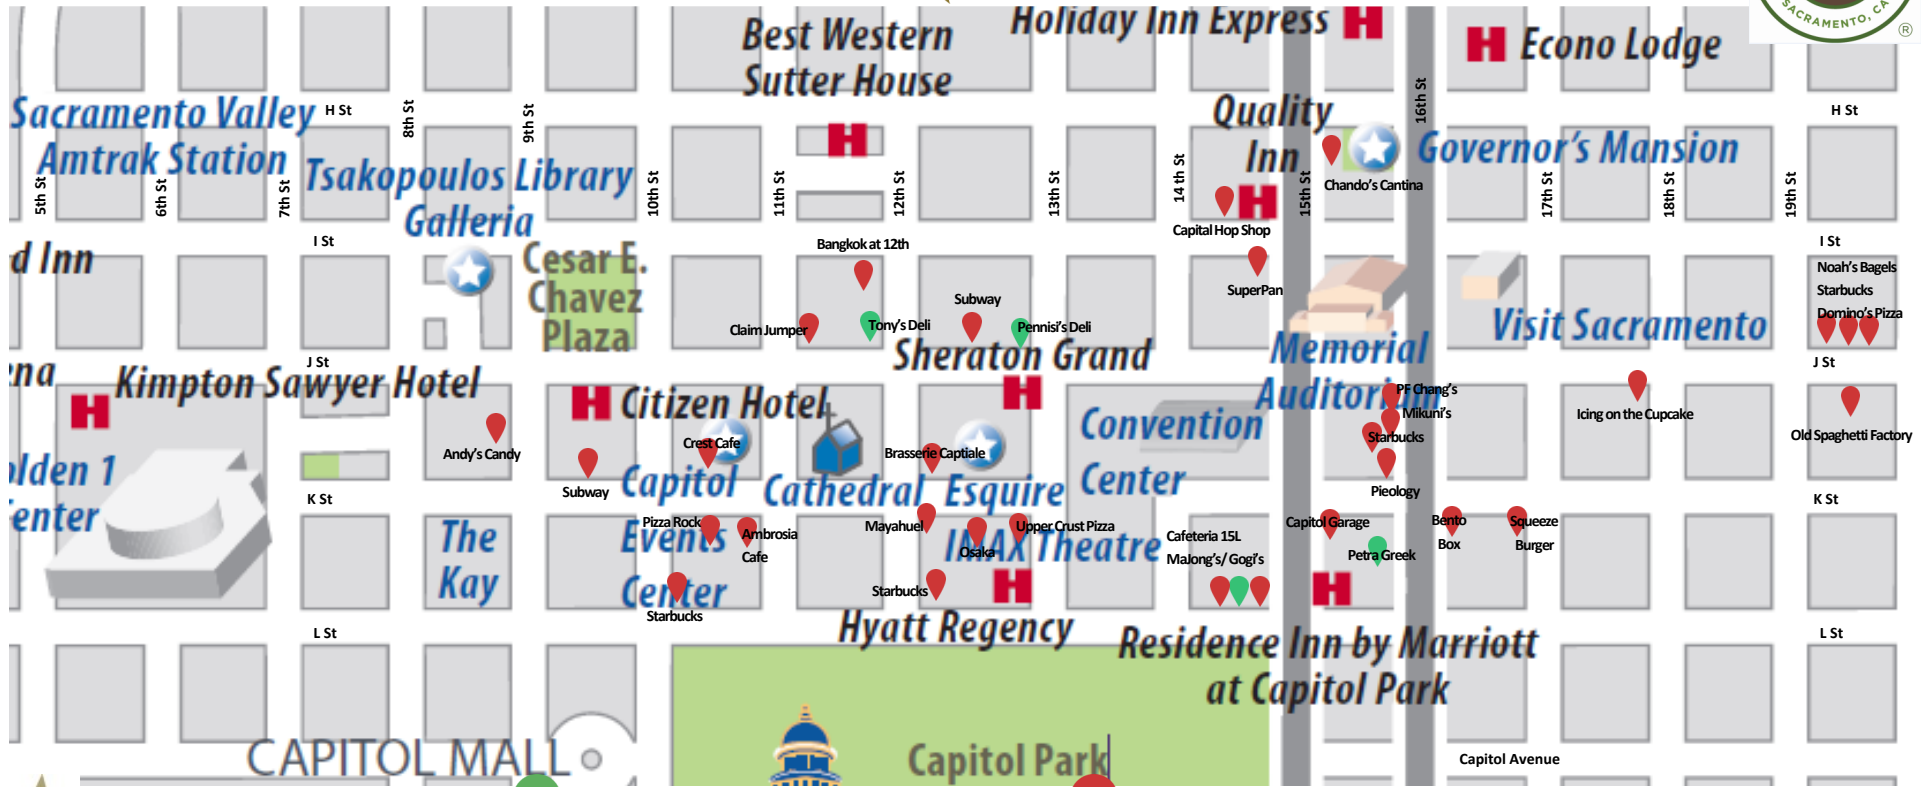 Best Western
Sutter House
Holiday Inn Express
H
H
Econo Lodge
SACRAMENTO, CA
®
Sacramento Valley
Amtrak Station
H St
8th St
9th St
H
Quality
Inn
H
16th St
Governor's Mansion
H St
Tsakopoulos Library
Galleria
5th St
6th St
7th St
10th St
11th St
12th St
13th St
14 th St
15th St
Chando's Cantina
17th St
18th St
19th St
Capital Hop Shop
I St
I St
d Inn
Cesar E.
Chavez
Plaza
Bangkok at 12th
Claim Jumper
Tony's Deli
Subway
Pennisi's Deli
SuperPan
Visit Sacramento
Noah's Bagels
Starbucks
Domino's Pizza
Sheraton Grand
H
Memorial
Auditorium
J St
J St
na
H
Kimpton Sawyer Hotel
H
Citizen Hotel
PF Chang's
Mikuni's
Starbucks
Pieology
Icing on the Cupcake
Old Spaghetti Factory
Andy's Candy
Subway
Crest Cafe
Brasserie Captiale
Convention
Center
lden 1
enter
Capitol
Events
Center
Cathedral
Esquire
IMAX Theatre
K St
K St
The
Kay
Pizza Rock
Ambrosia
Cafe
Starbucks
Mayahuel
Osaka
Upper Crust Pizza
Starbucks
H
Cafeteria 15L
MaJong's/ Gogi's
Capitol Garage
Petra Greek
H
Bento
Box
Squeeze
Burger
L St
Hyatt Regency
Residence Inn by Marriott
at Capitol Park
L St
CAPITOL MALL
Capitol Park
Capitol Avenue